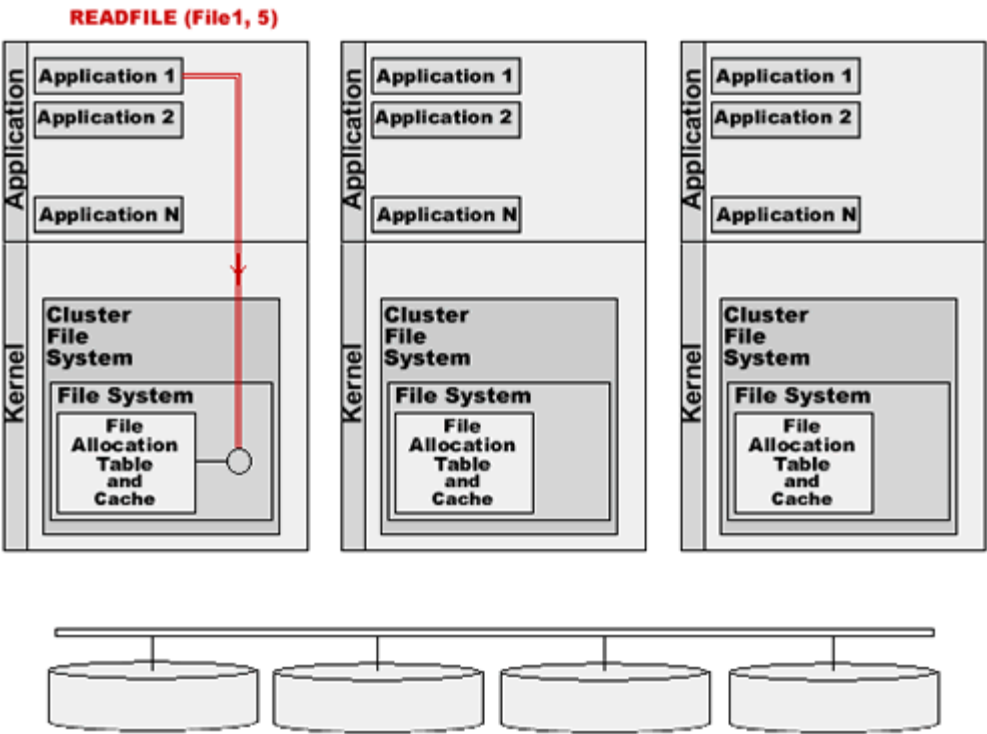 READFILE (File1, 5)
Application
Application 1
Application 2
Application N
Kernel
Cluster
File
System
File System
File
Allocation
Table
and
Cache
Application
Application 1
Application 2
Application N
Kernel
Cluster
File
System
File System
File
Allocation
Table
and
Cache
Application
Application 1
Application 2
Application N
Kernel
Cluster
File
System
File System
File
Allocation
Table
and
Cache